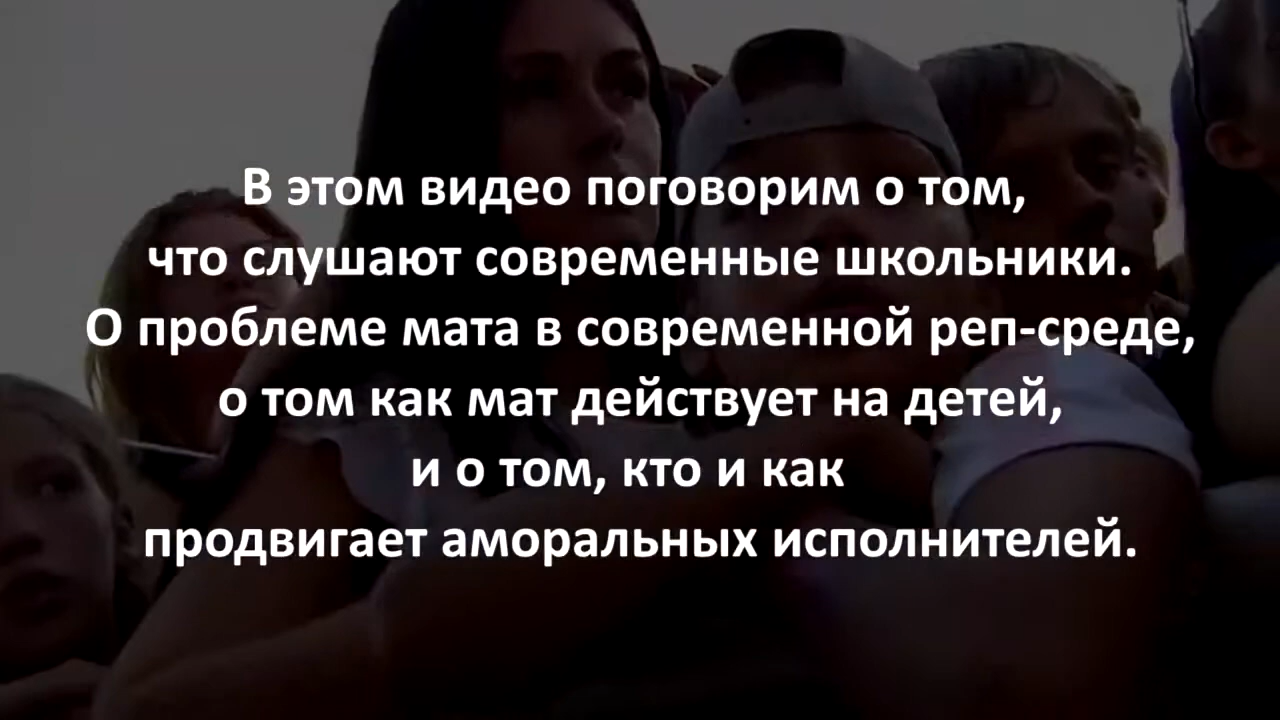 В этом видео поговорим о том,
что слушают современные школьники.
О проблеме мата в современной реп-среде,
о том как мат действует на детей,
и о том, кто и как
продвигает аморальных исполнителей.